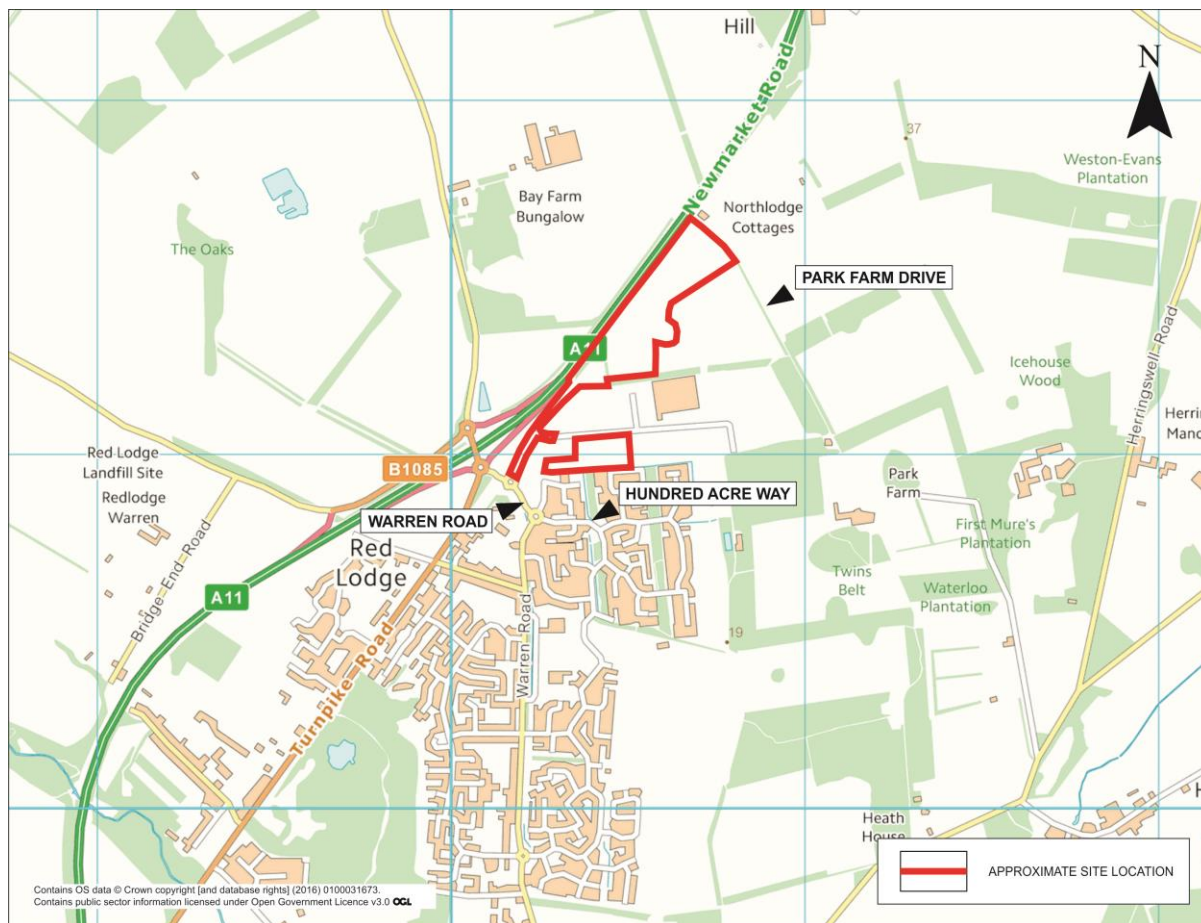 Hill
N
Newmarket Road
37
Weston-Evans
Plantation
Bay Farm
Bungalow
Northlodge
Cottages
The Oaks
PARK FARM DRIVE
A11
Icehouse
Wood
Herringswell Road
Herri
Mano
Red Lodge
Landfill Site
Redlodge
Warren
B1085
Park
Farm
HUNDRED ACRE WAY
WARREN ROAD
First Mure's
Plantation
Red
Lodge
Bridge End Road
Twins
Belt
Waterloo
Plantation
A11
Warren Road
19
Turnpike Road
Heath
House
H
APPROXIMATE SITE LOCATION
Contains OS data © Crown copyright [and database rights] (2016) 0100031673.
Contains public sector information licensed under Open Government Licence v3.0 OGL